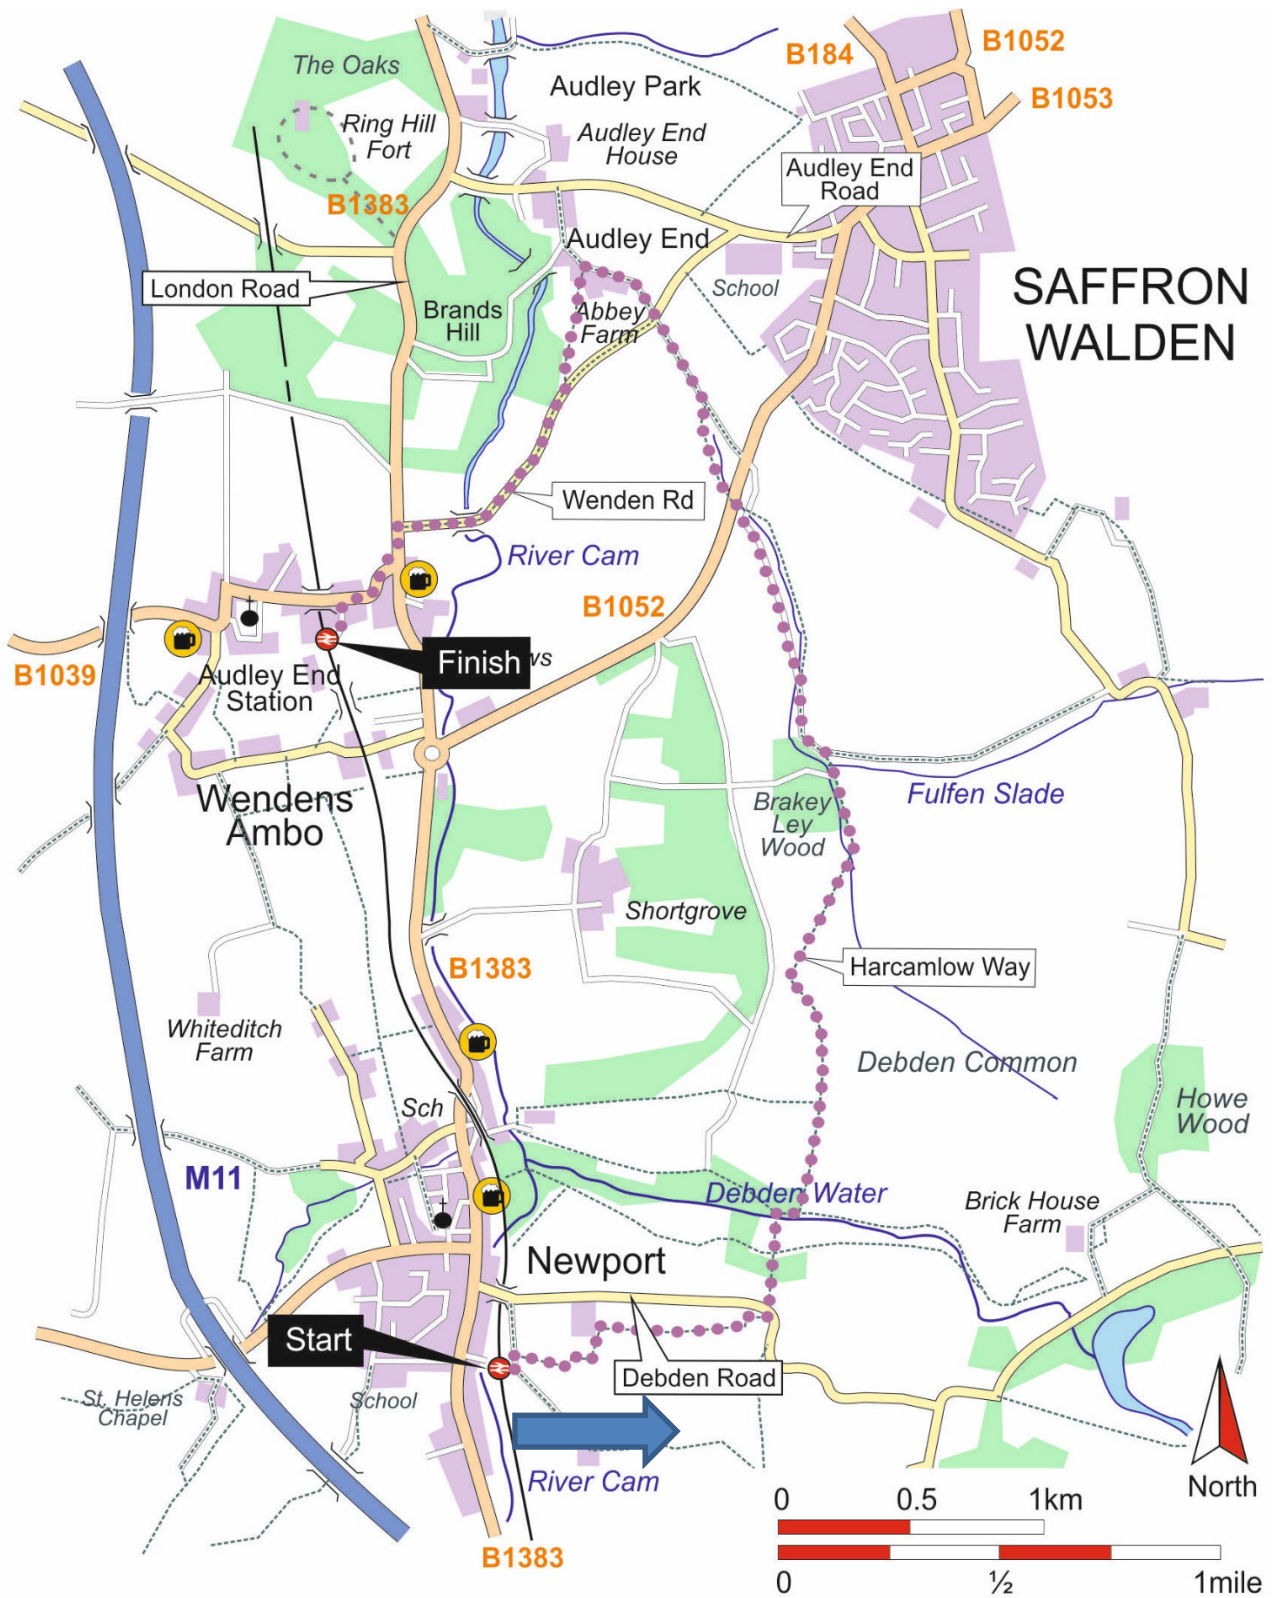 B184
B1052
B1053
The Oaks
Audley Park
Ring Hill
Fort
Audley End
House
Audley End
Road
B1383
Audley End
London Road
School
SAFFRON
WALDEN
Brands
Hill
Abbey
Farm
Wenden Rd
River Cam
B1052
B1039
Audley End
Station
Finish
ws
Wendens
Ambo
Brakey
Ley
Wood
Fulfen Slade
Shortgrove
B1383
Harcamlow Way
Whiteditch
Farm
Debden Common
Sch
Howe
Wood
M11
Debden Water
Brick House
Farm
Newport
Start
Debden Road
St. Helens
Chapel
School
River Cam
North
B1383
0 0.5 1km
0 ½ 1mile